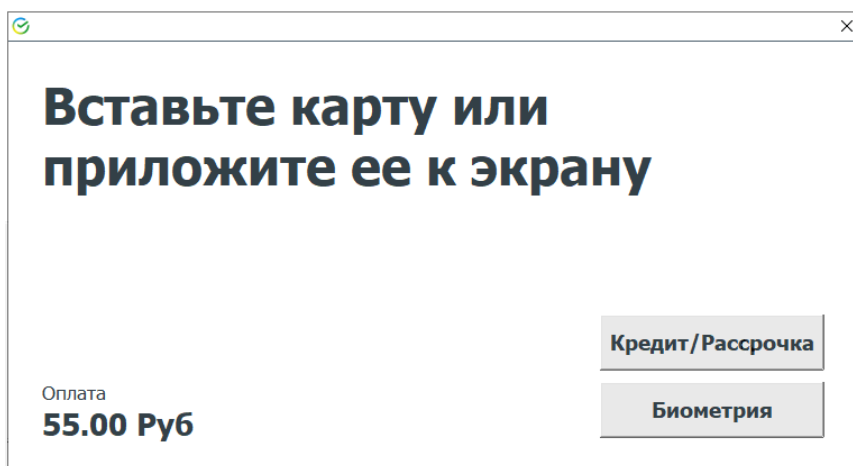 Вставьте карту или
приложите ее к экрану
Кредит/Рассрочка
Оплата
55.00 Руб
Биометрия